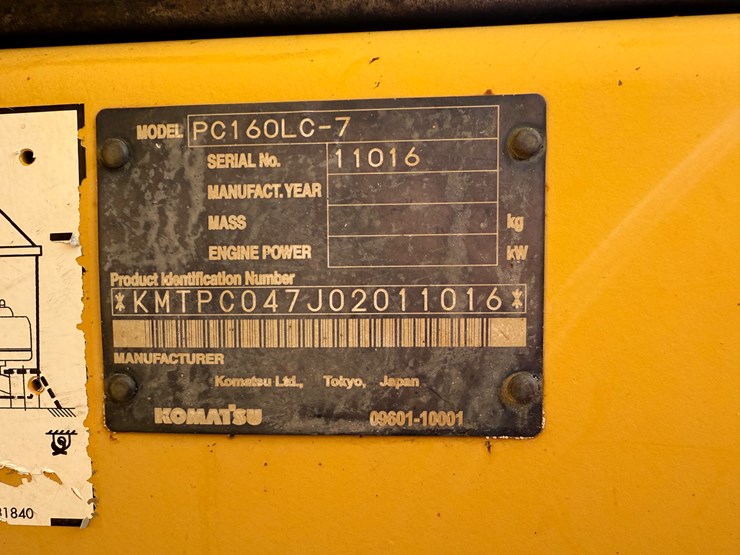 MODEL PC160LC-7
SERIAL No. 11016
MANUFACT. YEAR
MASS kg
ENGINE POWER kW
Product Identification Number
*KMTPC047J02011016*
MANUFACTURER
Komatsu Ltd., Tokyo, Japan
KOMATSU 09601-10001
31840